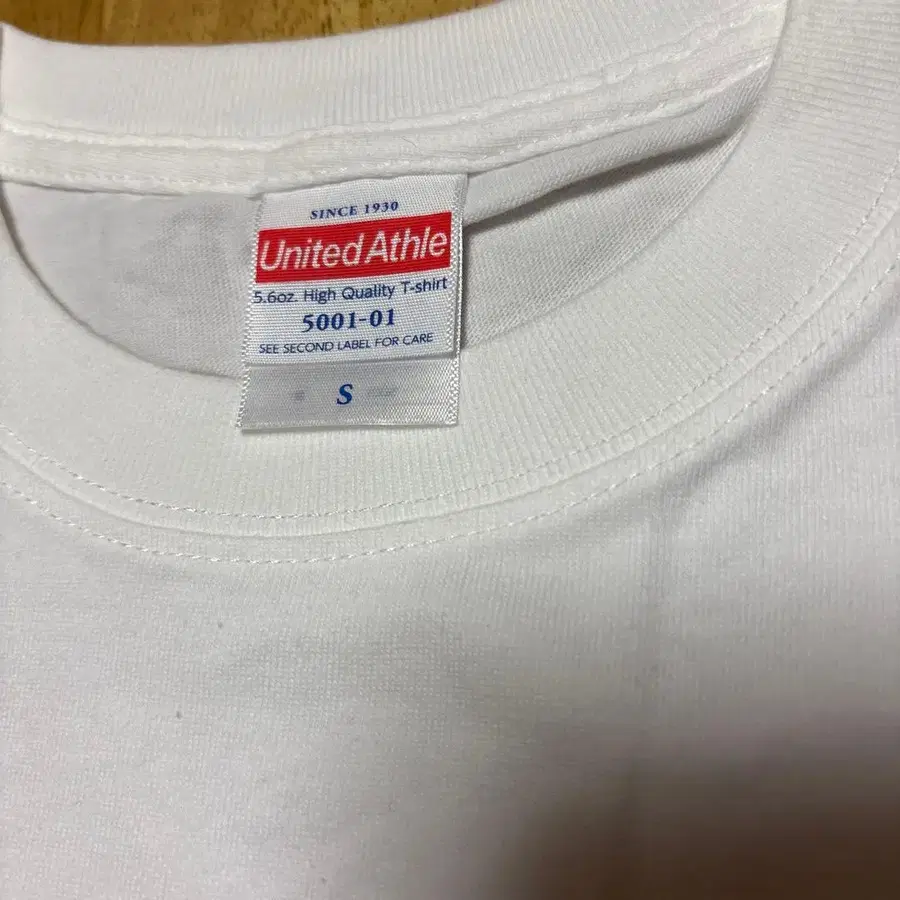 SINCE 1930
United Athle
5.6oz. High Quality T-shirt
5001-01
SEE SECOND LABEL FOR CARE
S